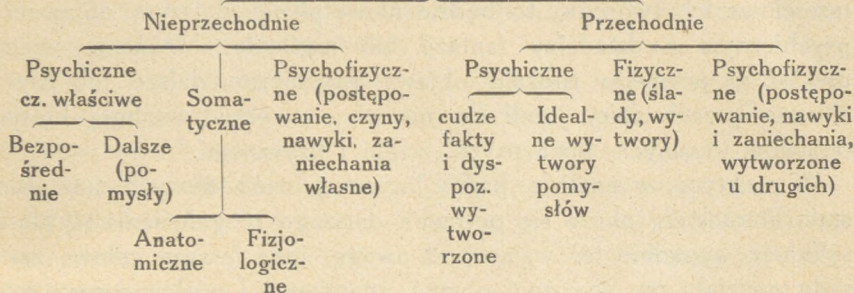 Nieprzechodnie
Przechodnie
Psychiczne
cz. właściwe
Soma-
tyczne
Psychofizycz-
ne (postępo-
wanie, czyny,
nawyki, za-
niechania
własne)
Psychiczne
Fizycz-
ne (śla-
dy, wy-
twory)
Psychofizycz-
ne (postępo-
wanie, nawyki
i zaniechania,
wytworzone
u drugich)
Bezpo-
śred-
nie
Dalsze
(po-
mysły)
cudze
fakty
i dys-
poz.
wy-
two-
rzone
Ideal-
ne wy-
twory
pomy-
słów
Anato-
miczne
Fizjo-
logicz-
ne